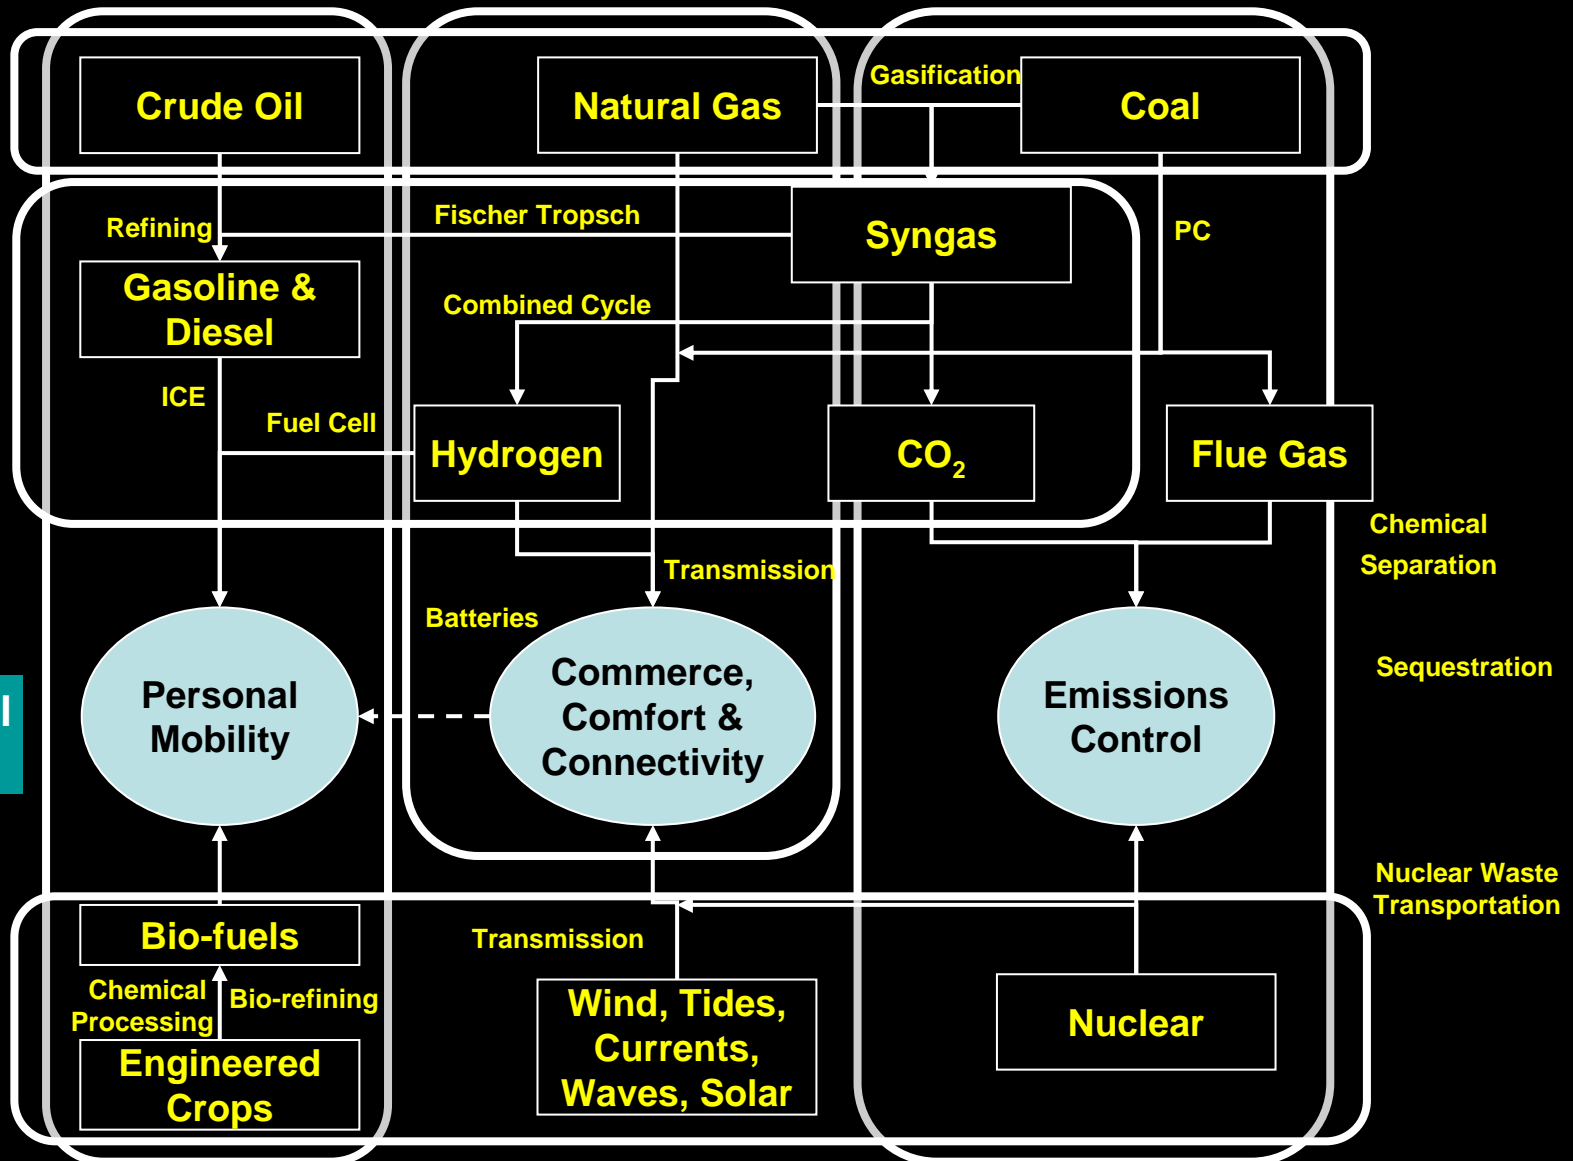 Crude Oil
Natural Gas
Gasification
Coal
Refining
Fischer Tropsch
Syngas
PC
Gasoline &
Diesel
Combined Cycle
ICE
Fuel Cell
Hydrogen
CO₂
Flue Gas
Chemical
Separation
Transmission
Batteries
Personal
Mobility
Commerce,
Comfort &
Connectivity
Emissions
Control
Sequestration
l
Nuclear Waste
Transportation
Bio-fuels
Transmission
Chemical
Processing
Bio-refining
Engineered
Crops
Wind, Tides,
Currents,
Waves, Solar
Nuclear